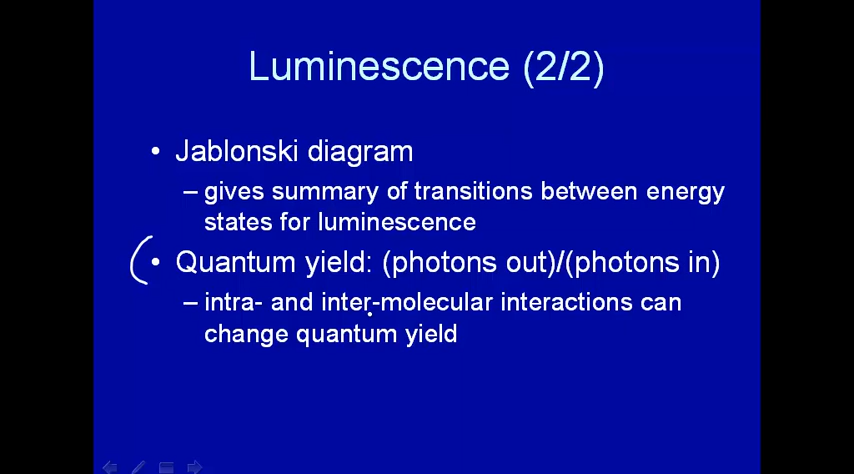 Luminescence (2/2)
• Jablonski diagram
– gives summary of transitions between energy
states for luminescence
• Quantum yield: (photons out)/(photons in)
– intra- and inter-molecular interactions can
change quantum yield